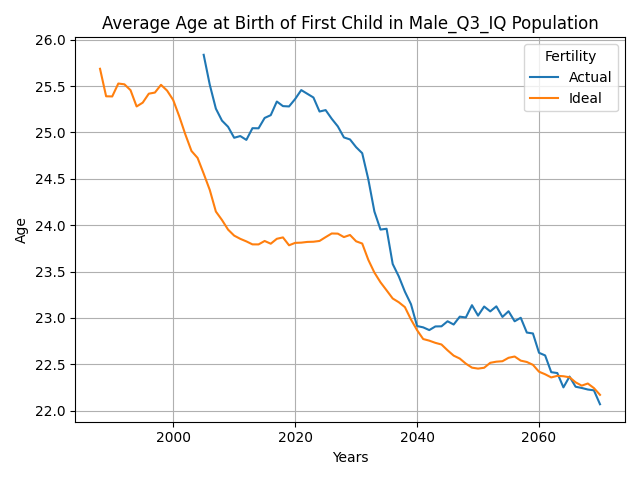 Average Age at Birth of First Child in Male_Q3_IQ Population
Fertility
Actual
Ideal
26.0
25.5
25.0
24.5
24.0
23.5
23.0
22.5
22.0
Age
2000
2020
2040
2060
Years